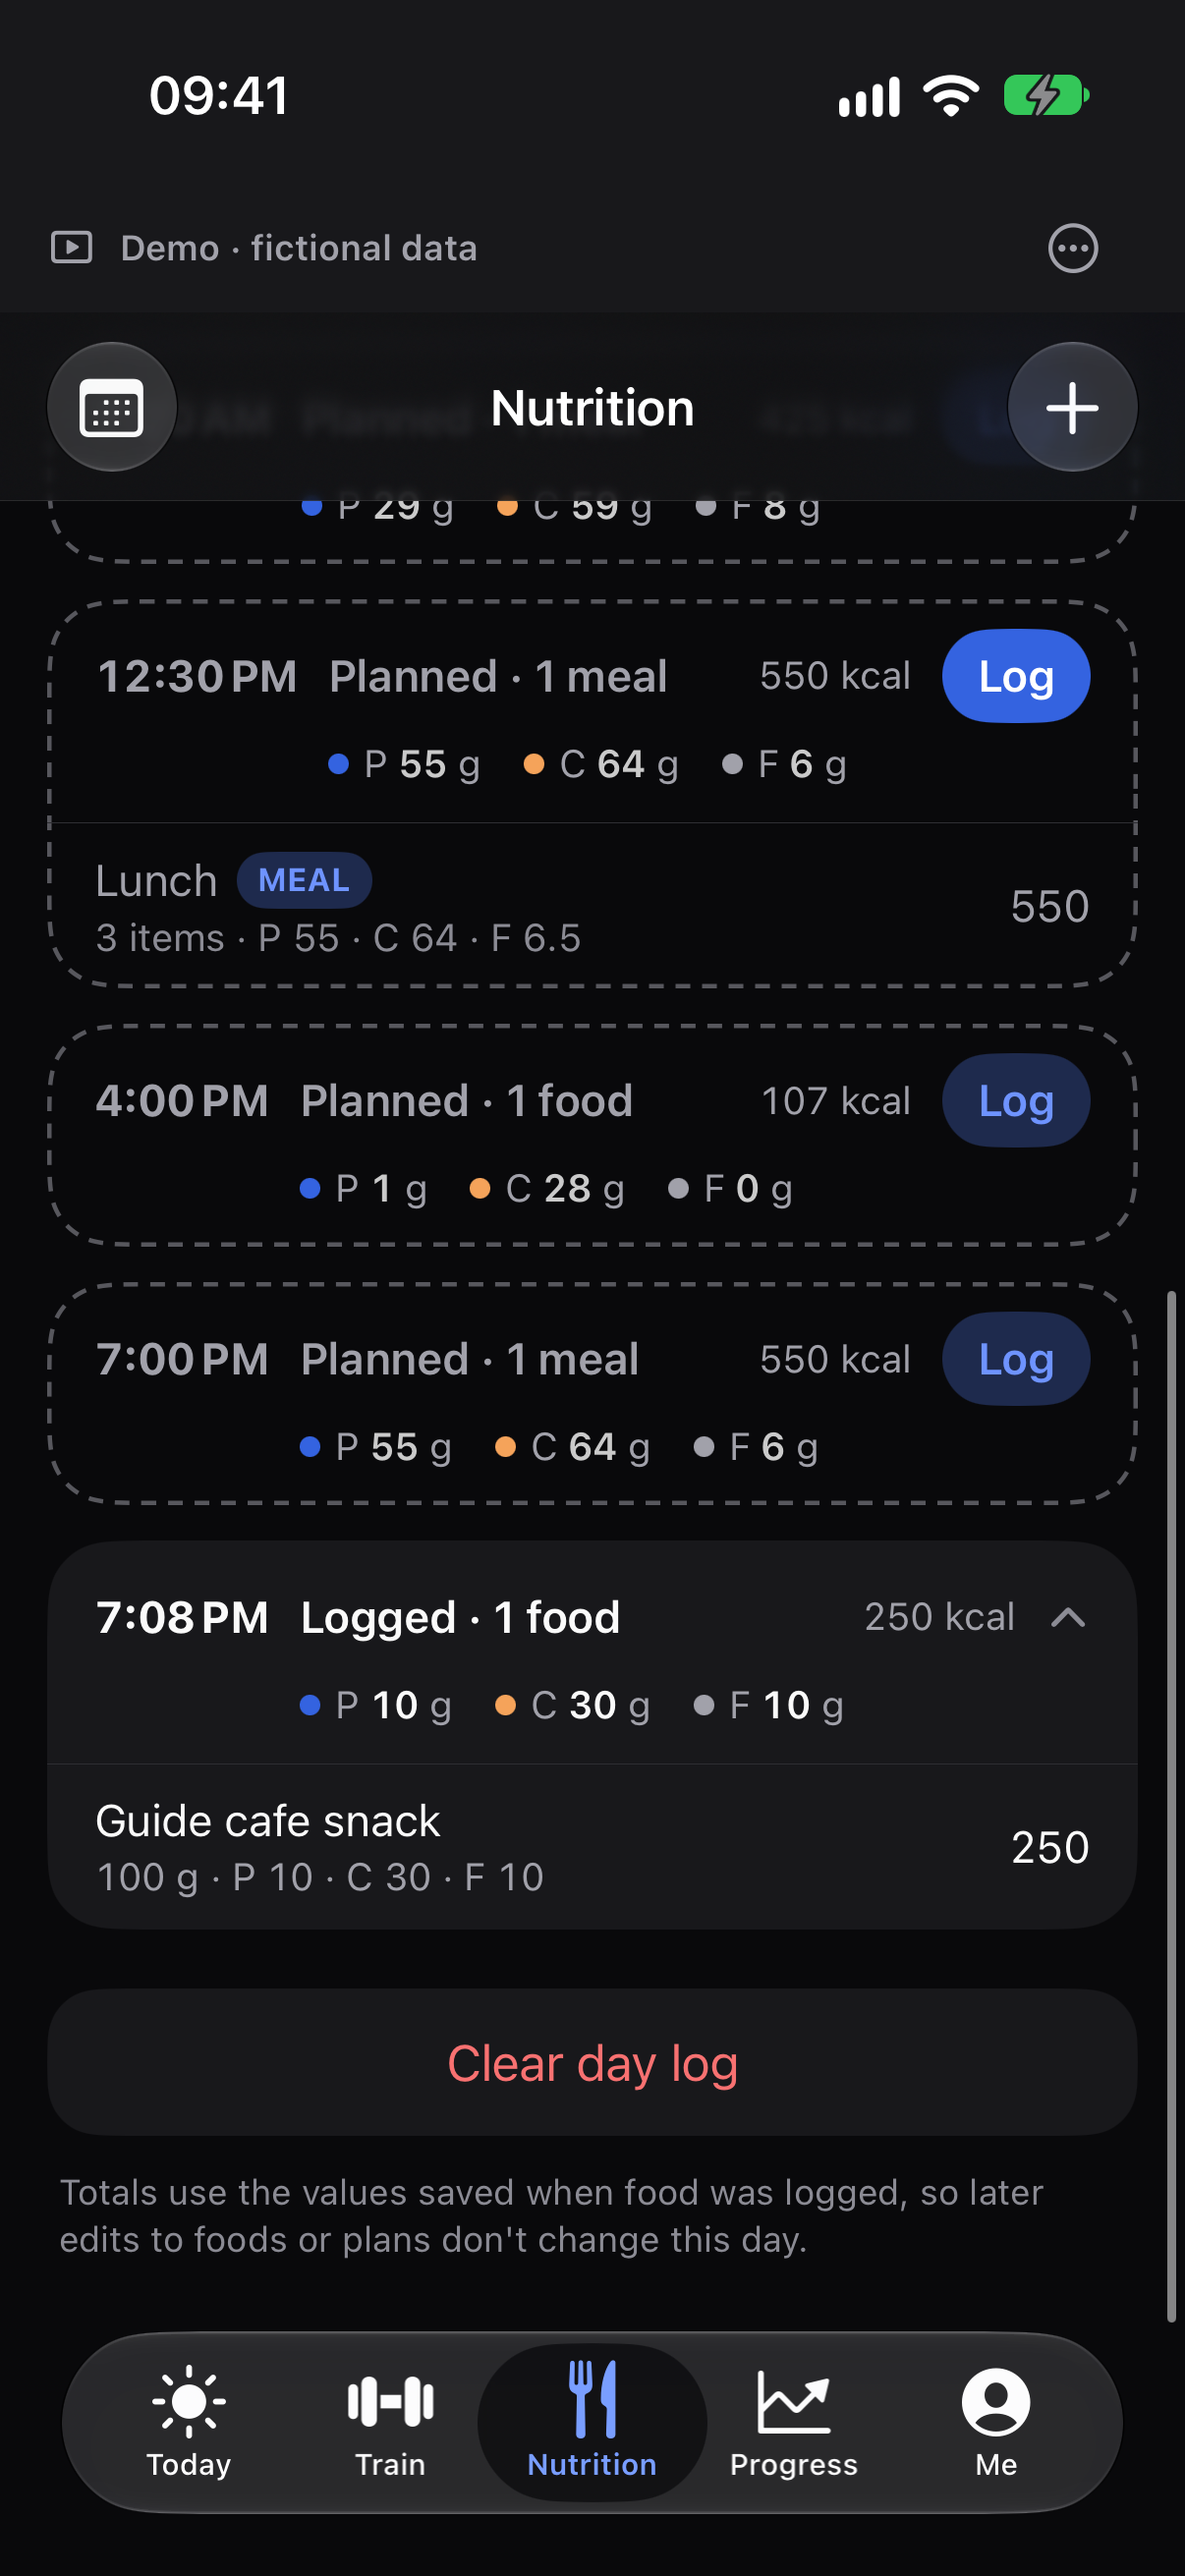 09:41
Demo · fictional data
Nutrition
P 29 g C 59 g F 8 g
12:30 PM Planned · 1 meal 550 kcal Log
P 55 g C 64 g F 6 g
Lunch MEAL
550
3 items · P 55 · C 64 · F 6.5
4:00 PM Planned · 1 food 107 kcal Log
P 1 g C 28 g F 0 g
7:00 PM Planned · 1 meal 550 kcal Log
P 55 g C 64 g F 6 g
7:08 PM Logged · 1 food 250 kcal
P 10 g C 30 g F 10 g
Guide cafe snack
250
100 g · P 10 · C 30 · F 10
Clear day log
Totals use the values saved when food was logged, so later
edits to foods or plans don't change this day.
Today Train Nutrition Progress Me